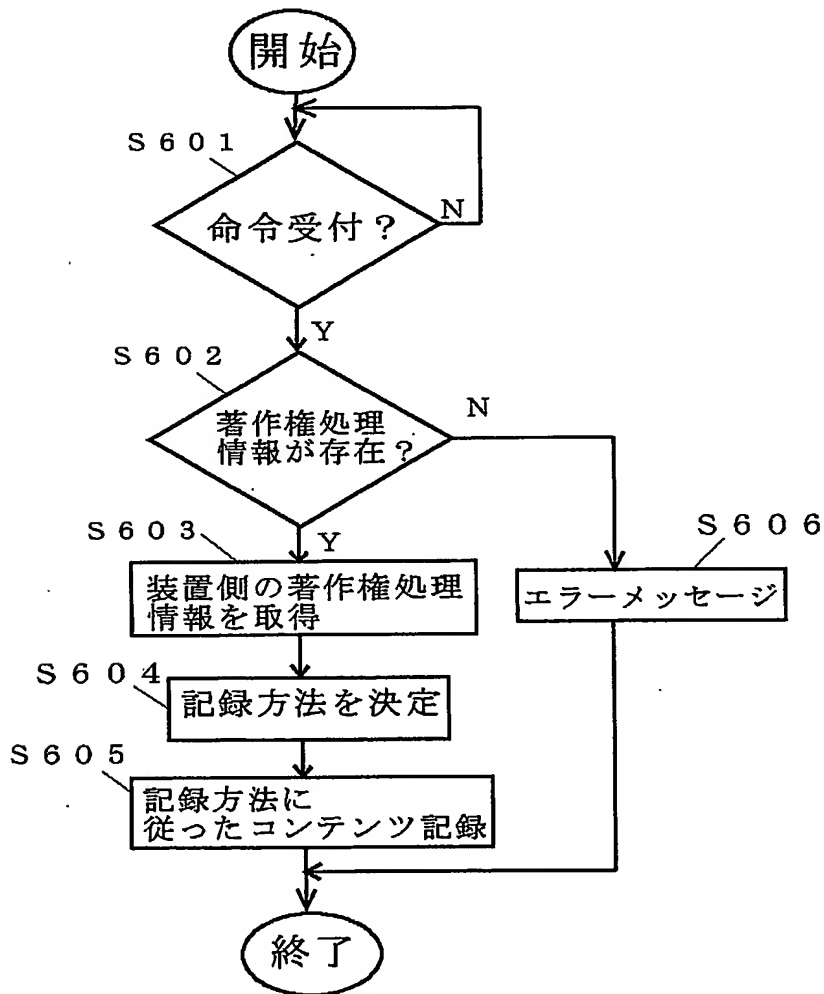 開始
S601
命令受付？
N
Y
S602
著作権処理
情報が存在？
N
S603
Y
S606
装置側の著作権処理
情報を取得
エラーメッセージ
S604
記録方法を決定
S605
記録方法に
従ったコンテンツ記録
終了